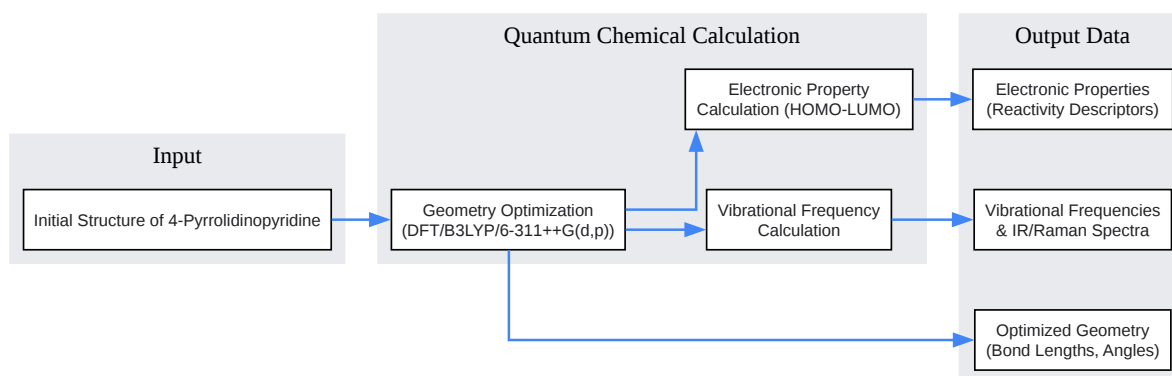 Quantum Chemical Calculation
Output Data
Electronic Property
Calculation (HOMO-LUMO)
Electronic Properties
(Reactivity Descriptors)
Input
Initial Structure of 4-Pyrrolidinopyridine
Geometry Optimization
(DFT/B3LYP/6-311++G(d,p))
Vibrational Frequency
Calculation
Vibrational Frequencies
& IR/Raman Spectra
Optimized Geometry
(Bond Lengths, Angles)